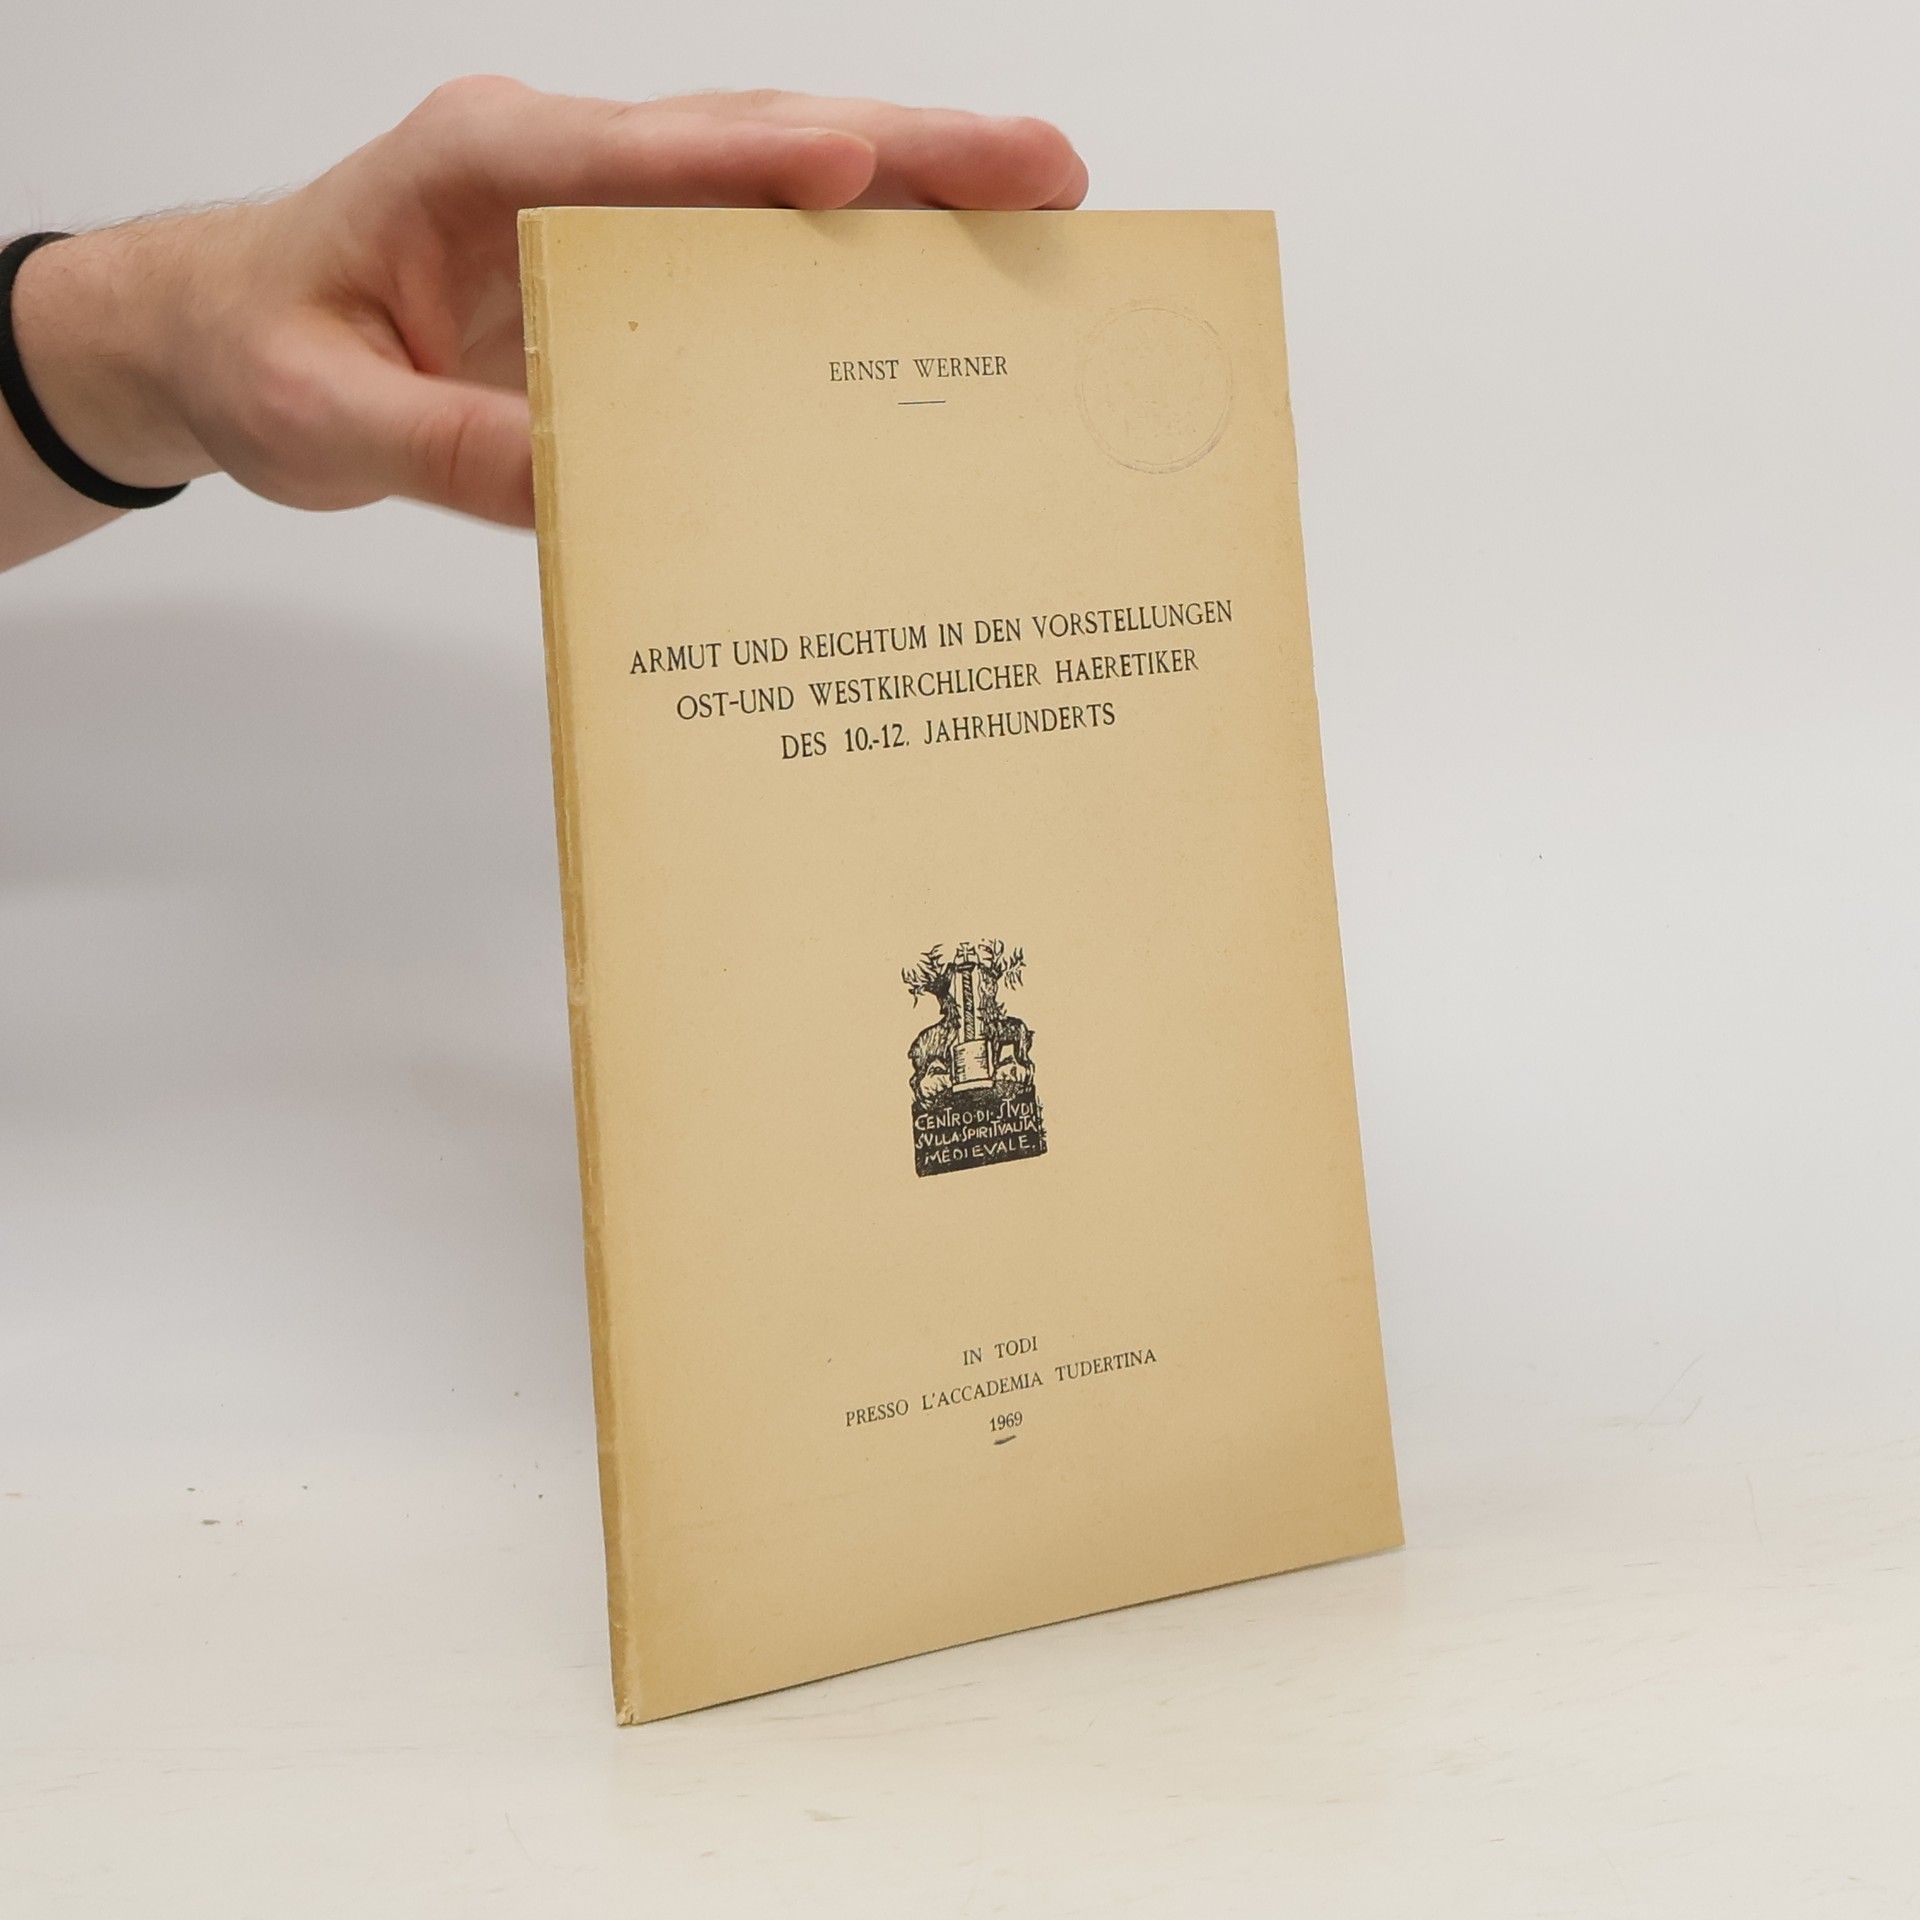 ERNST WERNER
ARMUT UND REICHTUM IN DEN VORSTELLUNGEN
OST-UND WESTKIRCHLICHER HAERETIKER
DES 10.-12. JAHRHUNDERTS
CENTRO·DI·STVDI
SVLLA·SPIRITVALITA
MEDIEVALE.
IN TODI
PRESSO L'ACCADEMIA TUDERTINA
1969